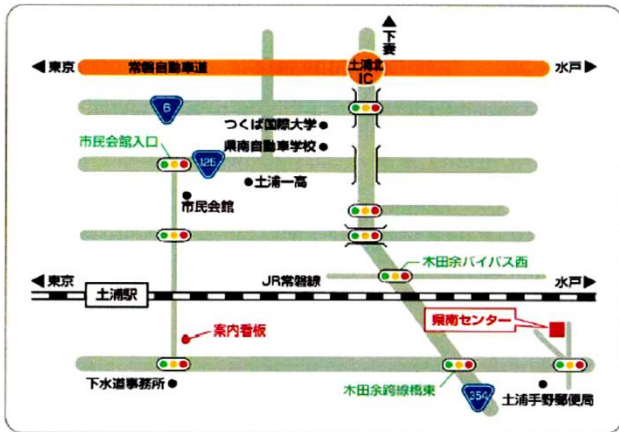 下妻
東京
常磐自動車道
土浦北
IC
水戸
6
つくば国際大学
市民会館入口
県南自動車学校
125
土浦一高
市民会館
木田余バイパス西
東京
JR常磐線
水戸
土浦駅
県南センター
案内看板
下水道事務所
木田余跨線橋東
354
土浦手野郵便局